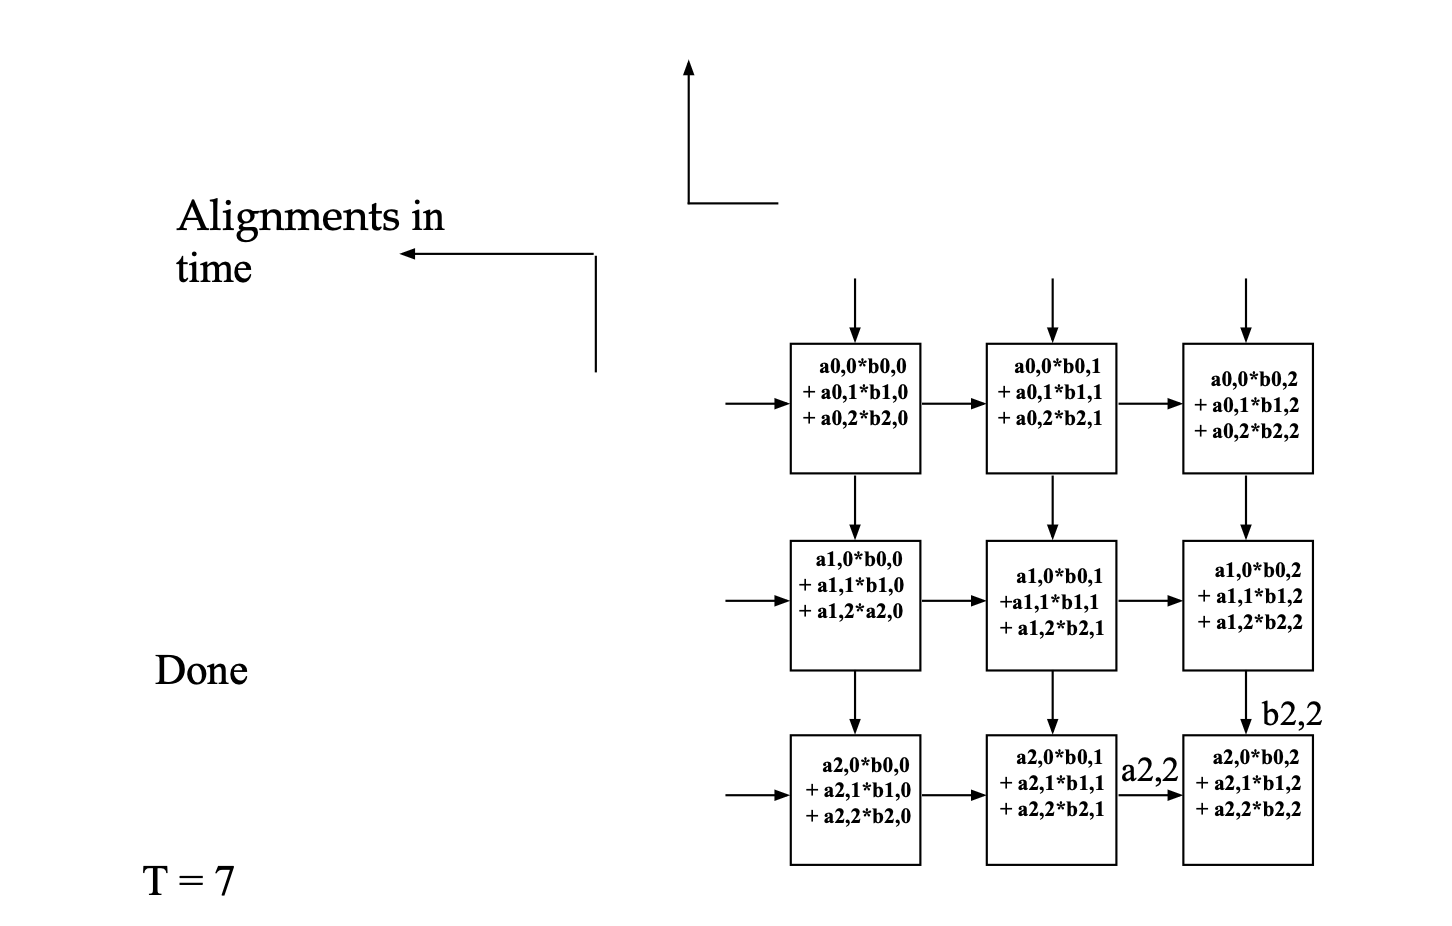 Alignments in
time
a0,0*b0,0
+ a0,1*b1,0
+ a0,2*b2,0
a0,0*b0,1
+ a0,1*b1,1
+ a0,2*b2,1
a0,0*b0,2
+ a0,1*b1,2
+ a0,2*b2,2
a1,0*b0,0
+ a1,1*b1,0
+ a1,2*a2,0
a1,0*b0,1
+a1,1*b1,1
+ a1,2*b2,1
a1,0*b0,2
+ a1,1*b1,2
+ a1,2*b2,2
Done
b2,2
a2,0*b0,0
+ a2,1*b1,0
+ a2,2*b2,0
a2,0*b0,1
+ a2,1*b1,1
+ a2,2*b2,1
a2,2
a2,0*b0,2
+ a2,1*b1,2
+ a2,2*b2,2
T = 7